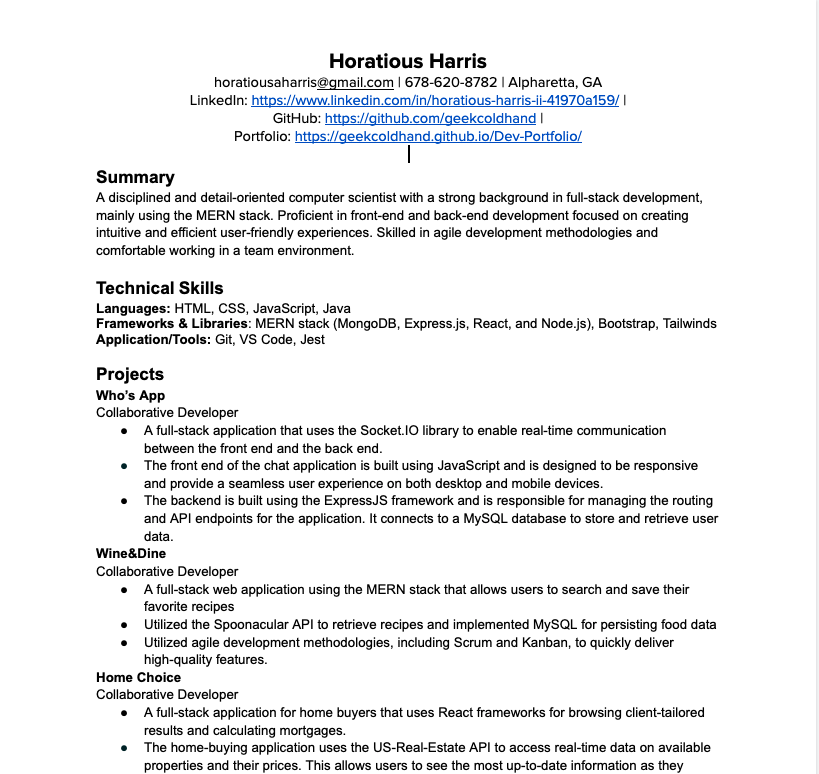 Horatious Harris
horatiousaharris@gmail.com | 678-620-8782 | Alpharetta, GA
LinkedIn: https://www.linkedin.com/in/horatious-harris-ii-41970a159/ |
GitHub: https://github.com/geekcoldhand |
Portfolio: https://geekcoldhand.github.io/Dev-Portfolio/
Summary
A disciplined and detail-oriented computer scientist with a strong background in full-stack development,
mainly using the MERN stack. Proficient in front-end and back-end development focused on creating
intuitive and efficient user-friendly experiences. Skilled in agile development methodologies and
comfortable working in a team environment.
Technical Skills
Languages: HTML, CSS, JavaScript, Java
Frameworks & Libraries: MERN stack (MongoDB, Express.js, React, and Node.js), Bootstrap, Tailwinds
Application/Tools: Git, VS Code, Jest
Projects
Who's App
Collaborative Developer
● A full-stack application that uses the Socket.IO library to enable real-time communication
between the front end and the back end.
● The front end of the chat application is built using JavaScript and is designed to be responsive
and provide a seamless user experience on both desktop and mobile devices.
● The backend is built using the ExpressJS framework and is responsible for managing the routing
and API endpoints for the application. It connects to a MySQL database to store and retrieve user
data.
Wine&Dine
Collaborative Developer
● A full-stack web application using the MERN stack that allows users to search and save their
favorite recipes
● Utilized the Spoonacular API to retrieve recipes and implemented MySQL for persisting food data
● Utilized agile development methodologies, including Scrum and Kanban, to quickly deliver
high-quality features.
Home Choice
Collaborative Developer
● A full-stack application for home buyers that uses React frameworks for browsing client-tailored
results and calculating mortgages.
● The home-buying application uses the US-Real-Estate API to access real-time data on available
properties and their prices. This allows users to see the most up-to-date information as they